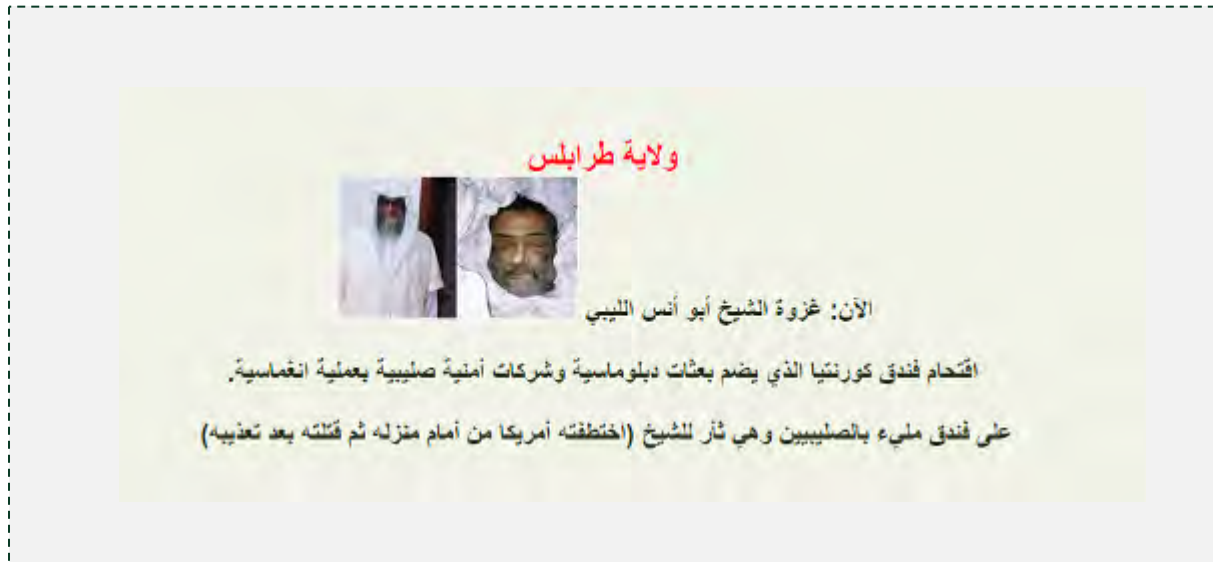 ولاية طرابلس
الآن: غزوة الشيخ أبو أنس الليبي
اقتحام فندق كورنتيا الذي يضم بعثات دبلوماسية وشركات أمنية صليبية بعملية انغماسية.
على فندق مليء بالصليبيين وهي ثأر للشيخ (اختطفته أمريكا من أمام منزله ثم قتلته بعد تعذيبه)